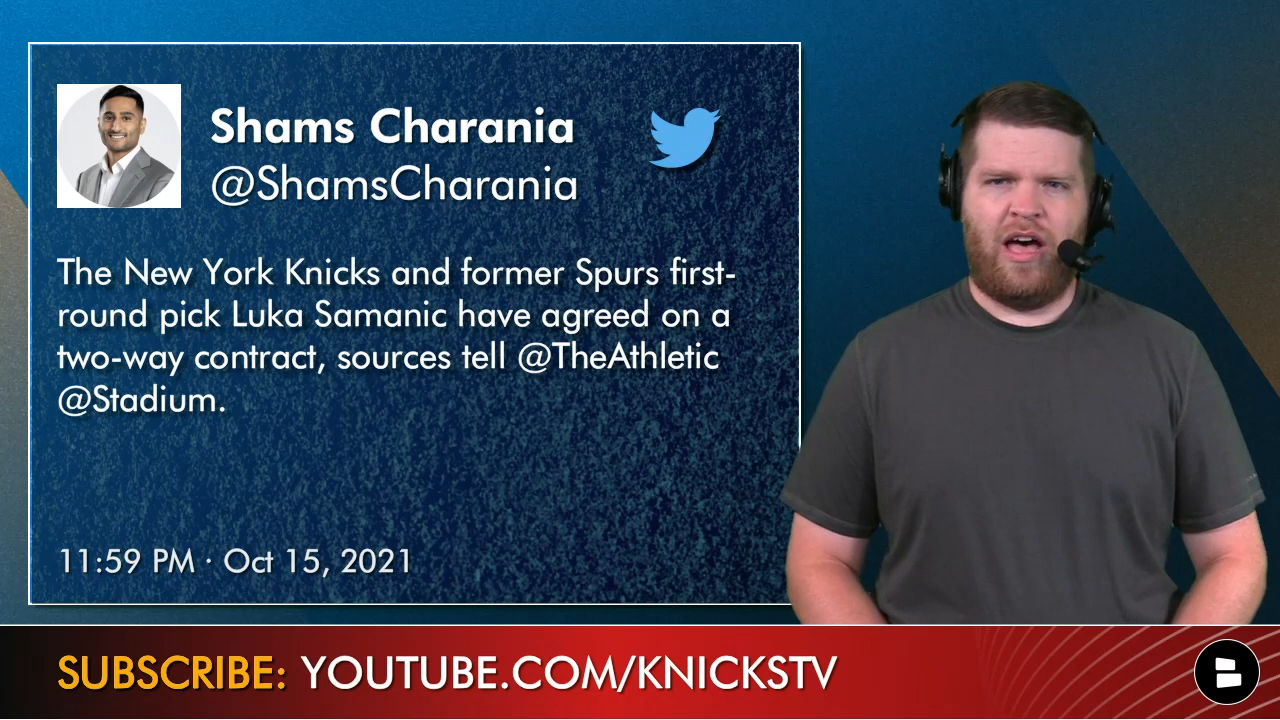 Shams Charania
@ShamsCharania
The New York Knicks and former Spurs first-
round pick Luka Samanic have agreed on a
two-way contract, sources tell @TheAthletic
@Stadium.
11:59 PM · Oct 15, 2021
SUBSCRIBE: YOUTUBE.COM/KNICKSTV